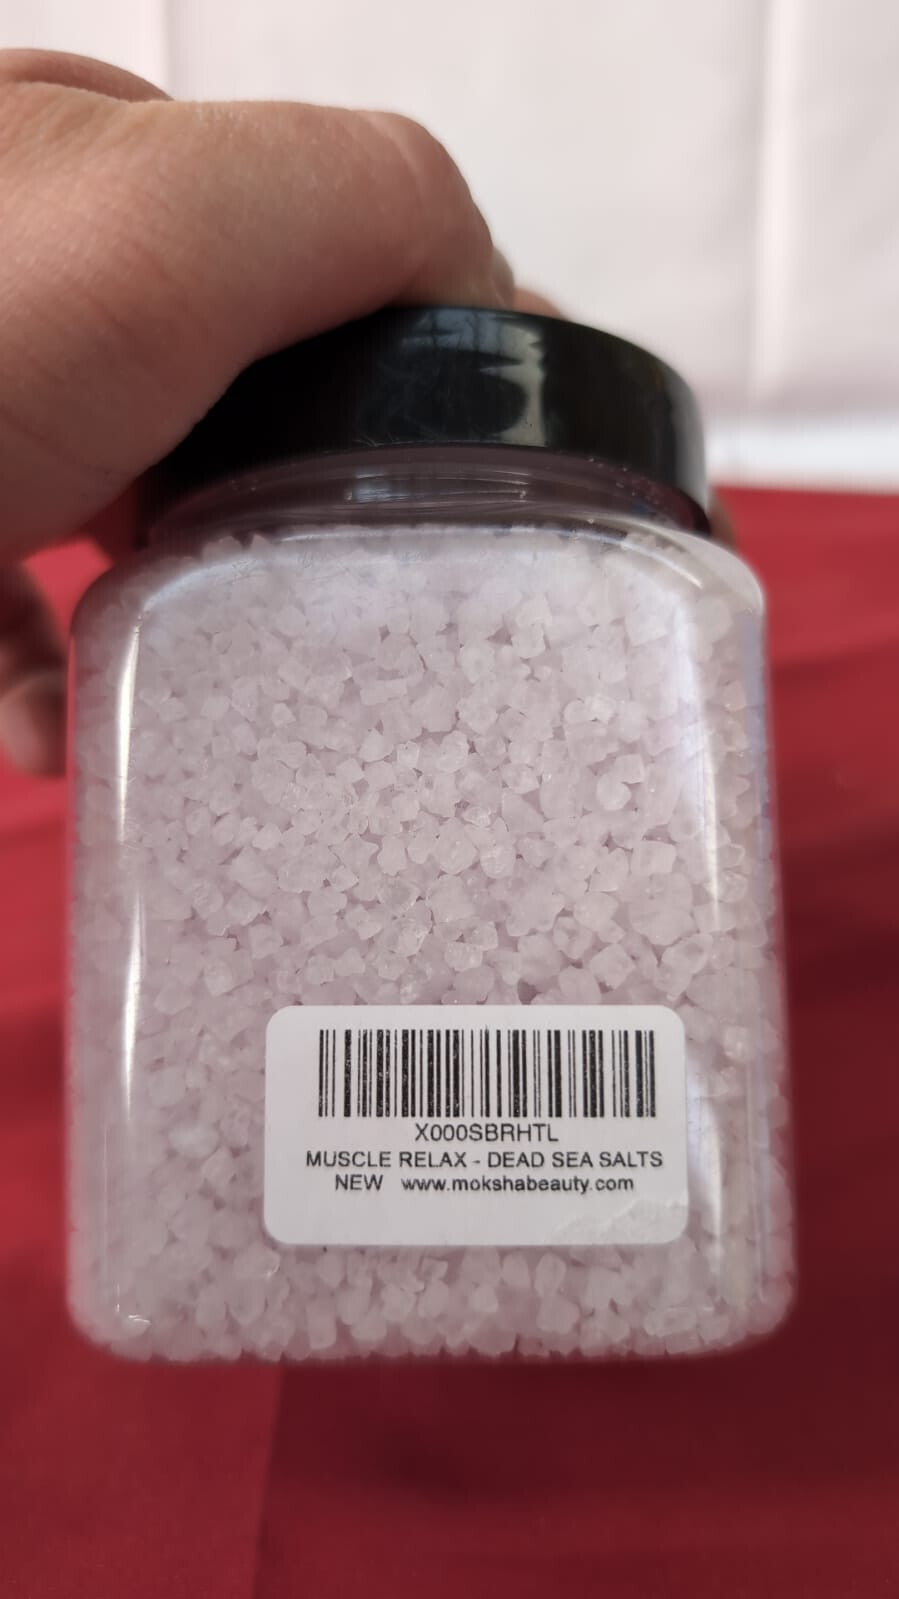 X000SBRHTL
MUSCLE RELAX - DEAD SEA SALTS
NEW www.mokshabeauty.com